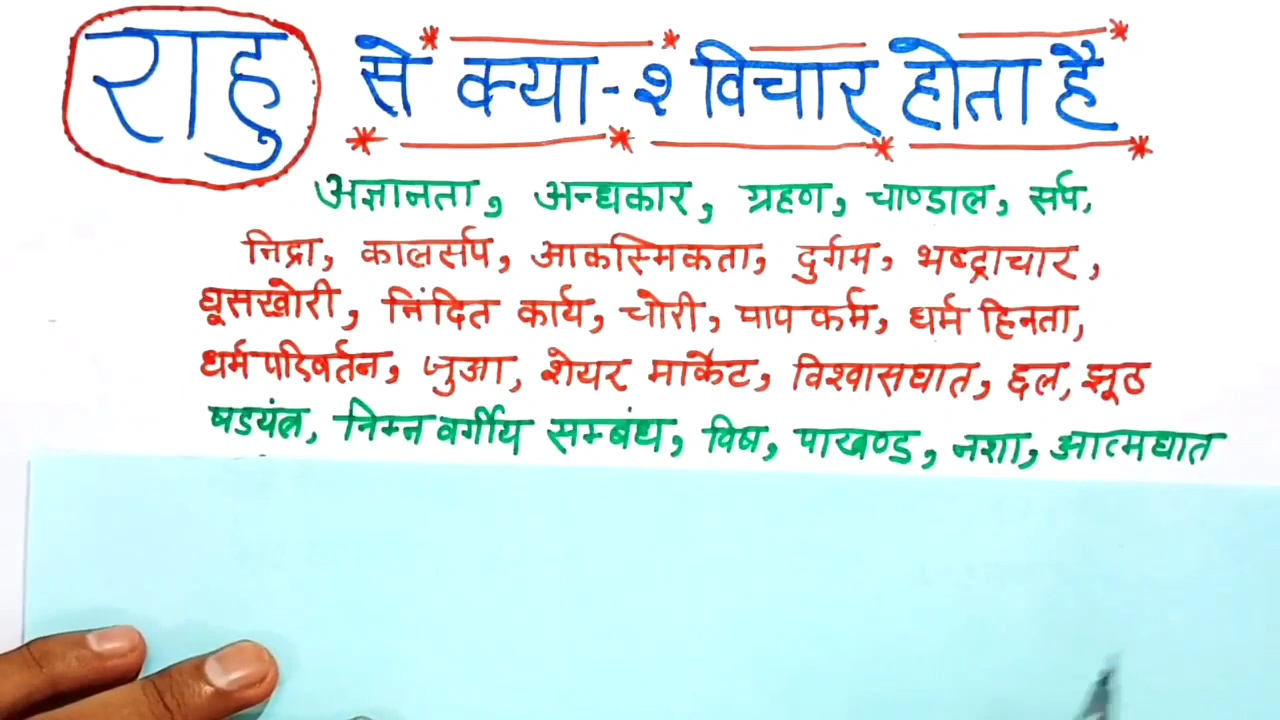 राहु से क्या-२ विचार होता है
अज्ञानता, अन्धकार, ग्रहण, चाण्डाल, सर्प,
निद्रा, कालसर्प, आकस्मिकता, दुर्गम, भष्ट्राचार,
घूसखोरी, निंदित कार्य, चोरी, पाप कर्म, धर्म हिनता,
धर्म परिवर्तन, जुआ, शेयर मार्केट, विश्वासघात, छल, झूठ
षडयंत्र, निम्न वर्गीय सम्बंध, विष, पाखण्ड, नशा, आत्मघात